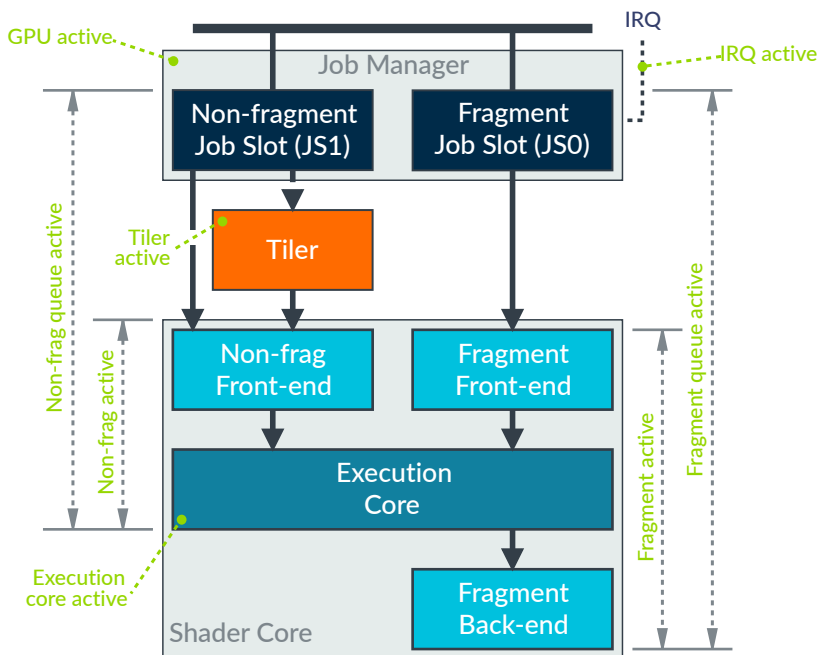 IRQ
GPU active
IRQ active
Job Manager
Non-fragment
Job Slot (JS1)
Fragment
Job Slot (JS0)
Tiler
active
Tiler
Non-frag queue active
Non-frag active
Fragment active
Fragment queue active
Non-frag
Front-end
Fragment
Front-end
Execution
Core
Execution
core active
Fragment
Back-end
Shader Core